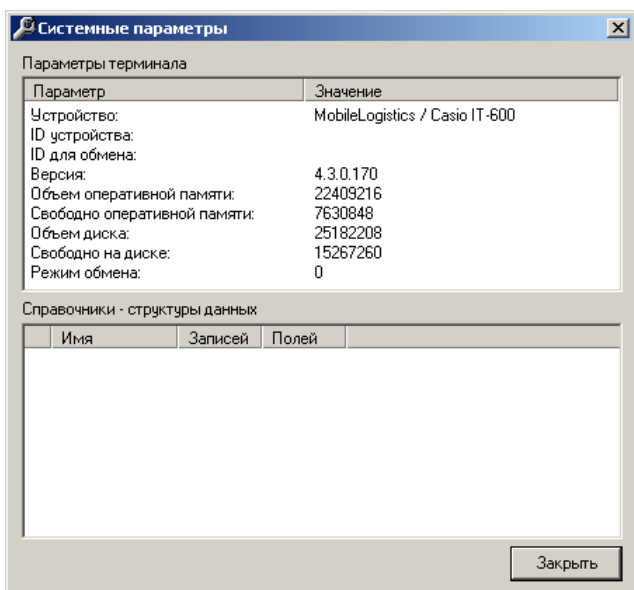 Системные параметры
Параметры терминала
Параметр Значение
Устройство: MobileLogistics / Casio IT-600
ID устройства:
ID для обмена:
Версия: 4.3.0.170
Объем оперативной памяти: 22409216
Свободно оперативной памяти: 7630848
Объем диска: 25182208
Свободно на диске: 15267260
Режим обмена: 0
Справочники - структуры данных
Имя Записей Полей
Закрыть